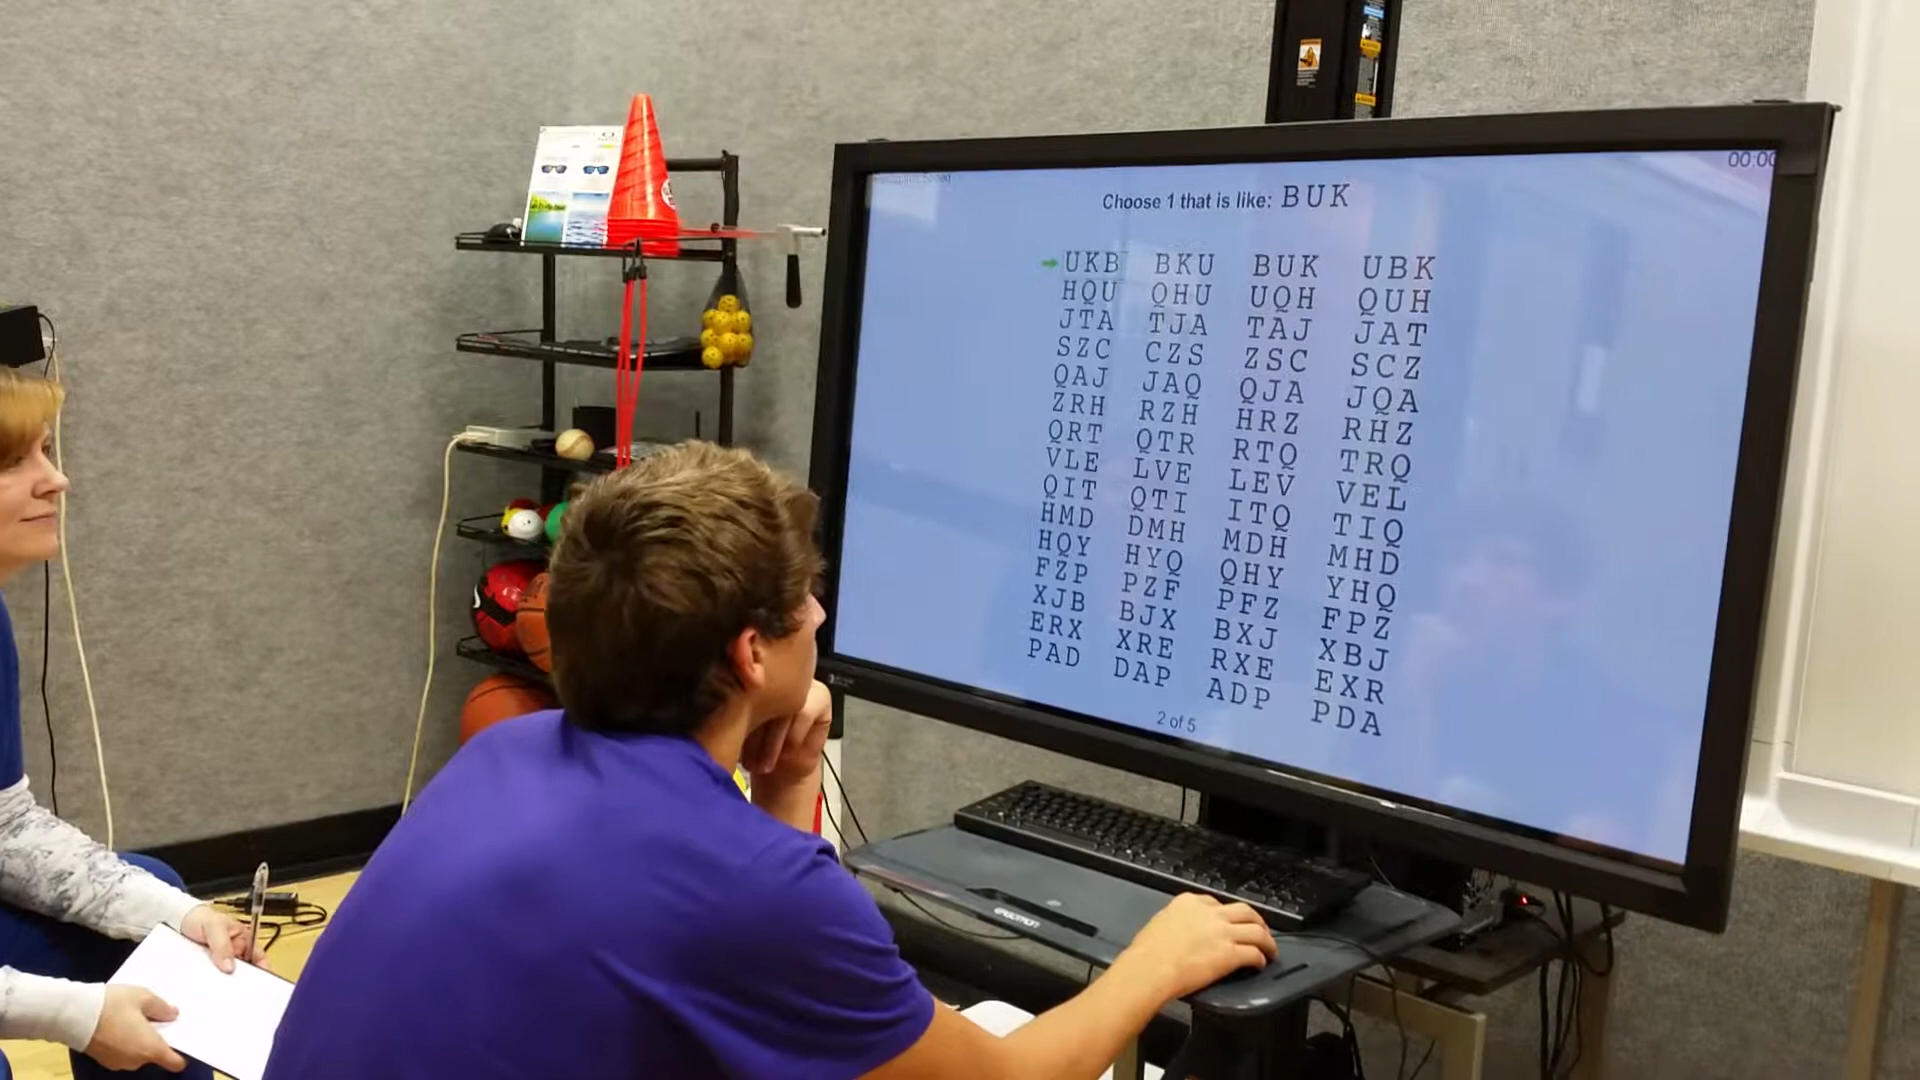 00:00
Choose 1 that is like: BUK
UKB BKU BUK UBK
HQU QHU UQH QUH
JTA TJA TAJ JAT
SZC CZS ZSC SCZ
QAJ JAQ QJA JQA
ZRH RZH HRZ RHZ
QRT QTR RTQ TRQ
VLE LVE LEV VEL
QIT QTI ITQ TIQ
HMD DMH MDH MHD
HQY HYQ QHY YHQ
FZP PZF PFZ FPZ
XJB BJX BXJ XBJ
ERX XRE RXE EXR
PAD DAP ADP PDA
2 of 5
ERGOTRON